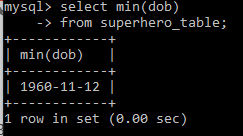 mysql> select min(dob)
    -> from superhero_table;
+------------+
| min(dob)   |
+------------+
| 1960-11-12 |
+------------+
1 row in set (0.00 sec)